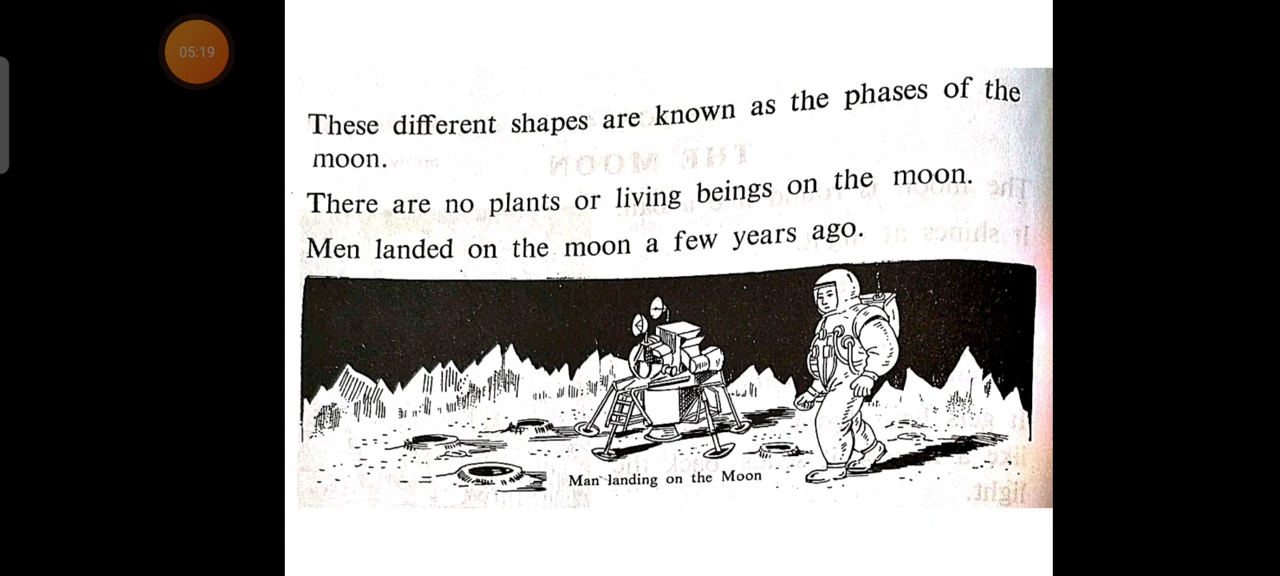 05:19
These different shapes are known as the phases of the
moon.
There are no plants or living beings on the moon.
Men landed on the moon a few years ago.
Man landing on the Moon